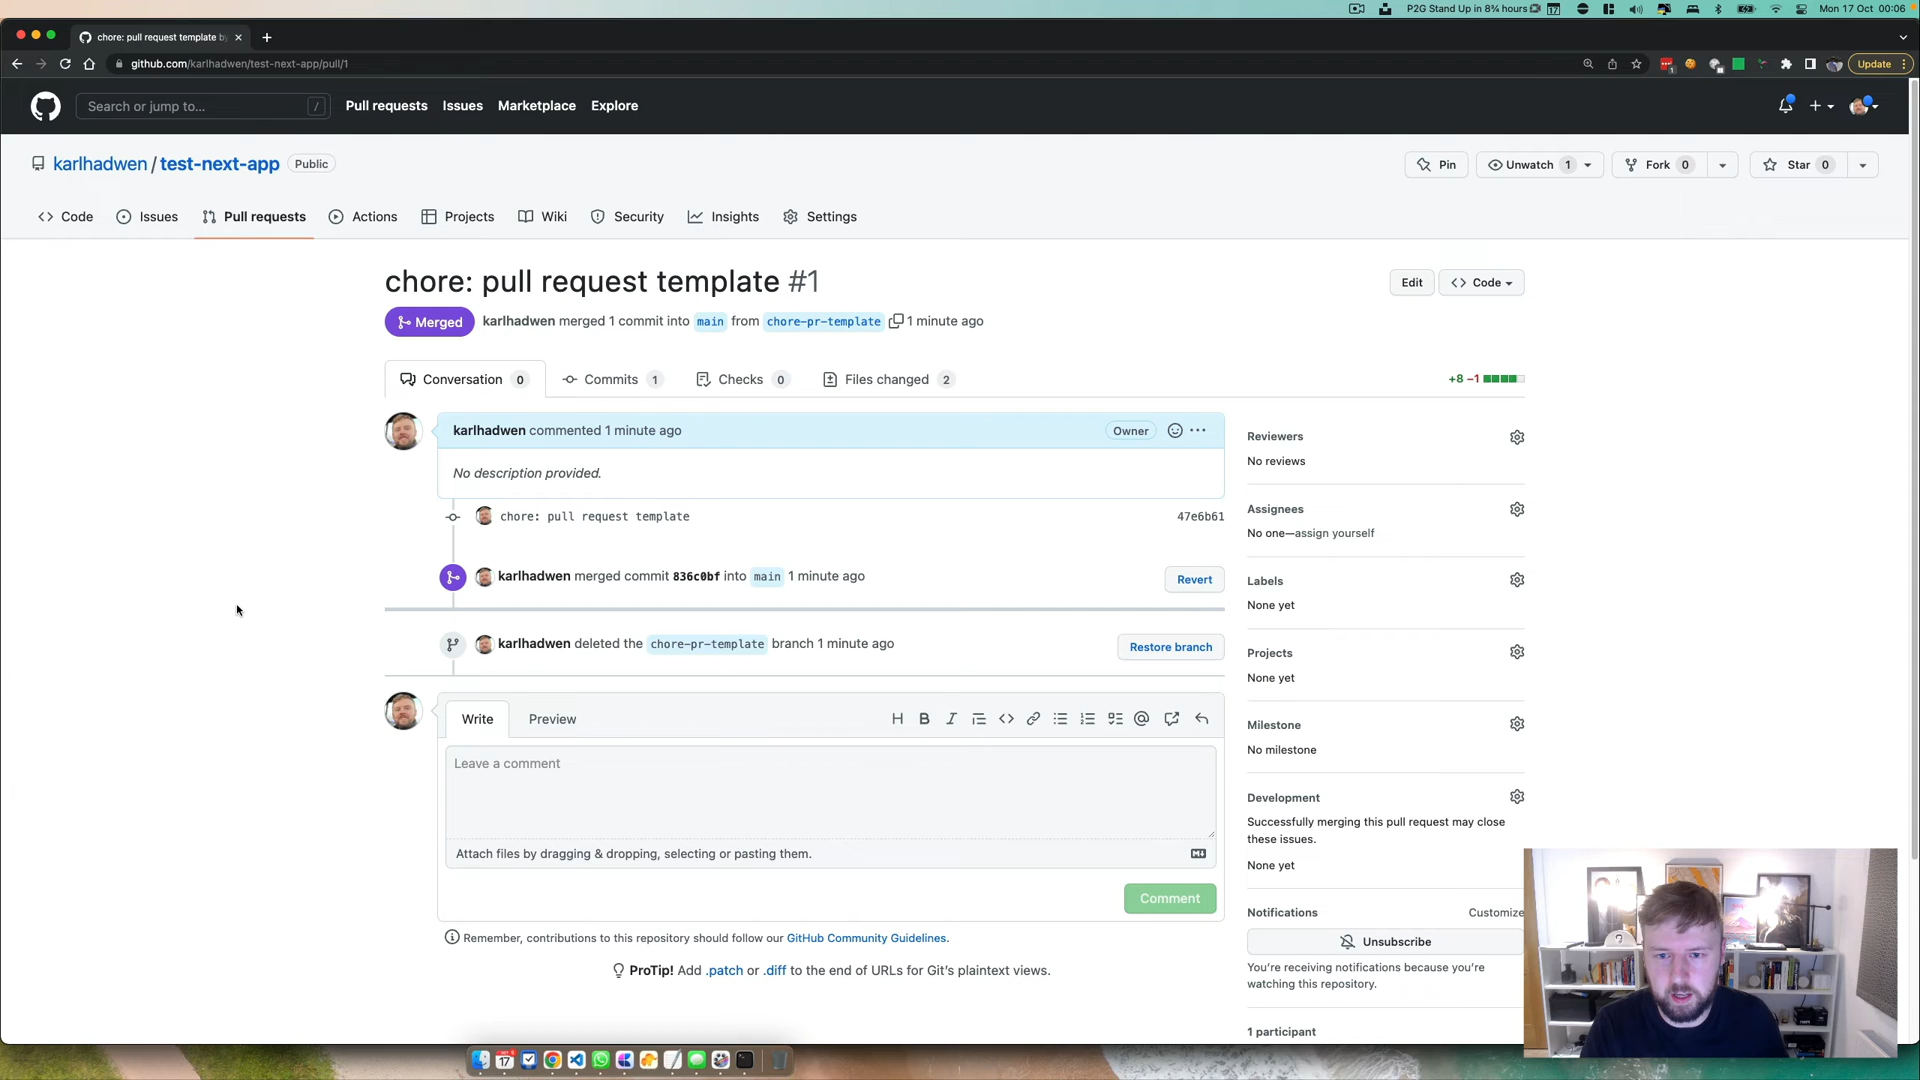 P2G Stand Up in 8¾ hours
17
Mon 17 Oct 00:06
chore: pull request template by
github.com/karlhadwen/test-next-app/pull/1
Update
Search or jump to...
/
Pull requests
Issues
Marketplace
Explore
karlhadwen / test-next-app
Public
Pin
Unwatch 1
Fork 0
Star 0
Code
Issues
Pull requests
Actions
Projects
Wiki
Security
Insights
Settings
chore: pull request template #1
Edit
Code
Merged
karlhadwen merged 1 commit into main from chore-pr-template 1 minute ago
Conversation 0
Commits 1
Checks 0
Files changed 2
+8 −1
karlhadwen commented 1 minute ago
Owner
No description provided.
chore: pull request template
47e6b61
karlhadwen merged commit 836c0bf into main 1 minute ago
Revert
karlhadwen deleted the chore-pr-template branch 1 minute ago
Restore branch
Write
Preview
Leave a comment
Attach files by dragging & dropping, selecting or pasting them.
Comment
Remember, contributions to this repository should follow our GitHub Community Guidelines.
ProTip! Add .patch or .diff to the end of URLs for Git's plaintext views.
Reviewers
No reviews
Assignees
No one—assign yourself
Labels
None yet
Projects
None yet
Milestone
No milestone
Development
Successfully merging this pull request may close
these issues.
None yet
Notifications
Customize
Unsubscribe
You're receiving notifications because you're
watching this repository.
1 participant
17